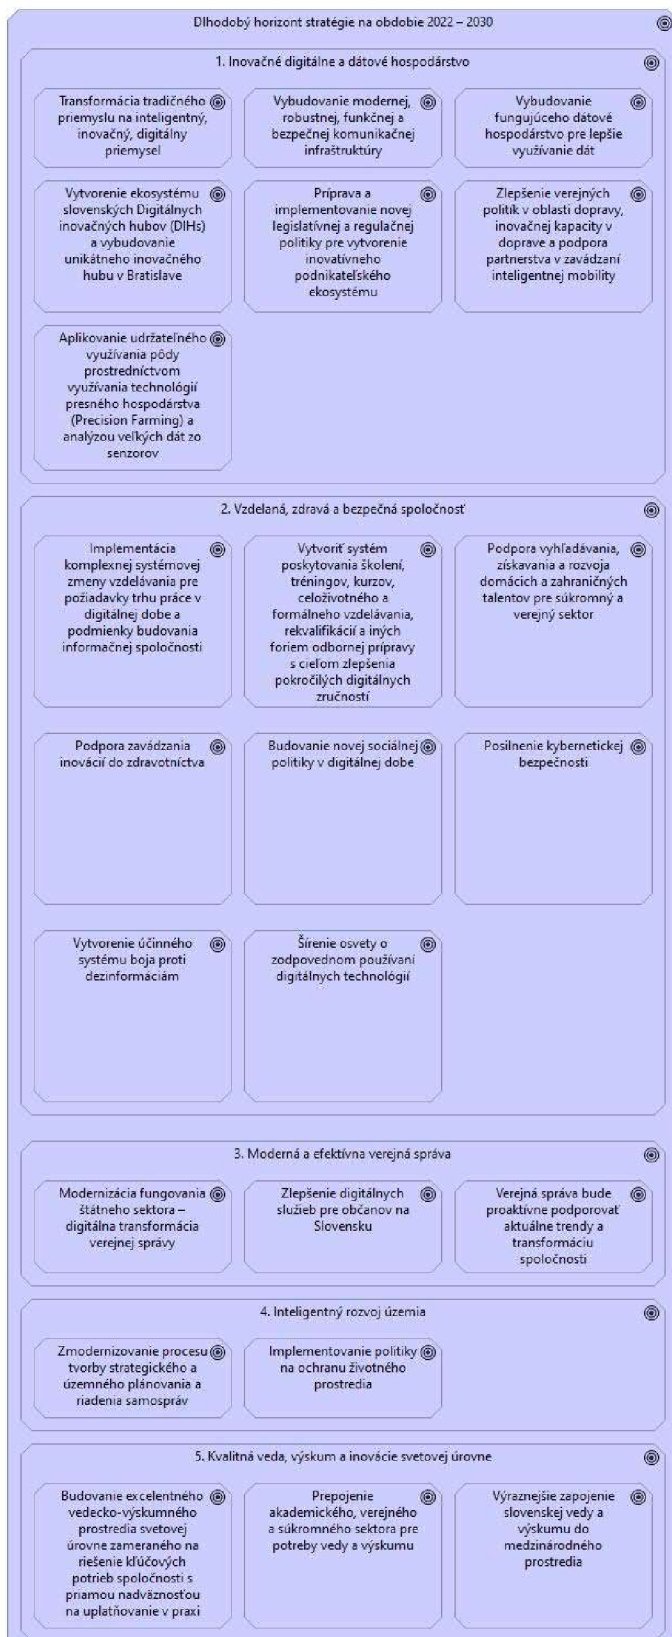 Dlhodobý horizont stratégie na obdobie 2022 – 2030
1. Inovačné digitálne a dátové hospodárstvo
Transformácia tradičného
priemyslu na inteligentný,
inovačný, digitálny
priemysel
Vybudovanie modernej,
robustnej, funkčnej a
bezpečnej komunikačnej
infraštruktúry
Vybudovanie
fungujúceho dátové
hospodárstvo pre lepšie
využívanie dát
Vytvorenie ekosystému
slovenských Digitálnych
inovačných hubov (DIHs)
a vybudovanie
unikátneho inovačného
hubu v Bratislave
Príprava a
implementovanie novej
legislatívnej a regulačnej
politiky pre vytvorenie
inovatívneho
podnikateľského
ekosystému
Zlepšenie verejných
politík v oblasti dopravy,
inovačnej kapacity v
doprave a podpora
partnerstva v zavádzaní
inteligentnej mobility
Aplikovanie udržateľného
využívania pôdy
prostredníctvom
využívania technológií
presného hospodárstva
(Precision Farming) a
analýzou veľkých dát zo
senzorov
2. Vzdelaná, zdravá a bezpečná spoločnosť
Implementácia
komplexnej systémovej
zmeny vzdelávania pre
požiadavky trhu práce v
digitálnej dobe a
podmienky budovania
informačnej spoločnosti
Vytvoriť systém
poskytovania školení,
tréningov, kurzov,
celoživotného a
formálneho vzdelávania,
rekvalifikácií a iných
foriem odbornej prípravy
s cieľom zlepšenia
pokročilých digitálnych
zručností
Podpora vyhľadávania,
získavania a rozvoja
domácich a zahraničných
talentov pre súkromný a
verejný sektor
Podpora zavádzania
inovácií do zdravotníctva
Budovanie novej sociálnej
politiky v digitálnej dobe
Posilnenie kybernetickej
bezpečnosti
Vytvorenie účinného
systému boja proti
dezinformáciám
Šírenie osvety o
zodpovednom používaní
digitálnych technológií
3. Moderná a efektívna verejná správa
Modernizácia fungovania
štátneho sektora –
digitálna transformácia
verejnej správy
Zlepšenie digitálnych
služieb pre občanov na
Slovensku
Verejná správa bude
proaktívne podporovať
aktuálne trendy a
transformáciu
spoločnosti
4. Inteligentný rozvoj územia
Zmodernizovanie procesu
tvorby strategického a
územného plánovania a
riadenia samospráv
Implementovanie politiky
na ochranu životného
prostredia
5. Kvalitná veda, výskum a inovácie svetovej úrovne
Budovanie excelentného
vedecko-výskumného
prostredia svetovej
úrovne zameraného na
riešenie kľúčových
potrieb spoločnosti s
priamou nadväznosťou
na uplatňovanie v praxi
Prepojenie
akademického, verejného
a súkromného sektora pre
potreby vedy a výskumu
Výraznejšie zapojenie
slovenskej vedy a
výskumu do
medzinárodného
prostredia